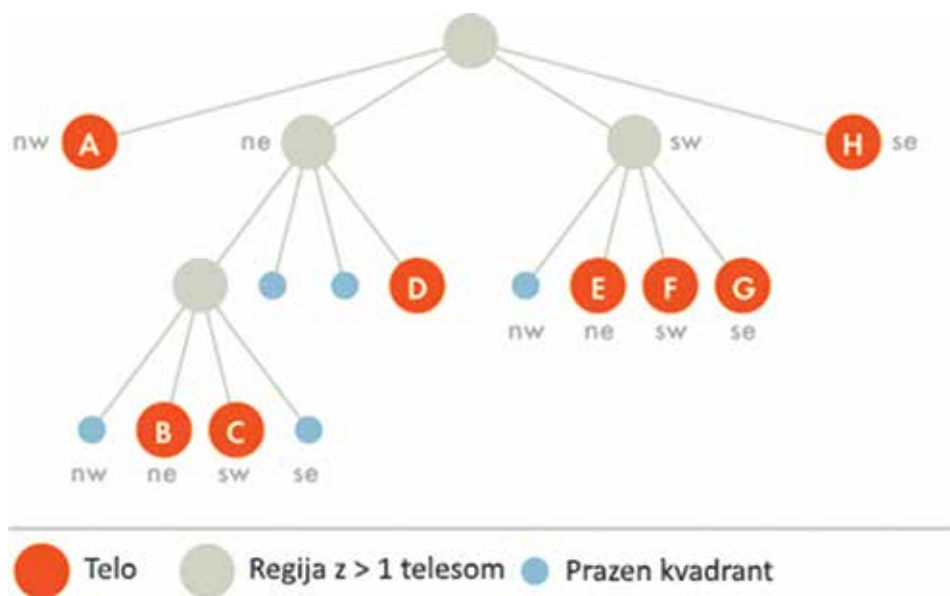 nw A ne sw H se
D E F G
nw ne sw se
B C
nw ne sw se
Telo Regija z > 1 telesom Prazen kvadrant